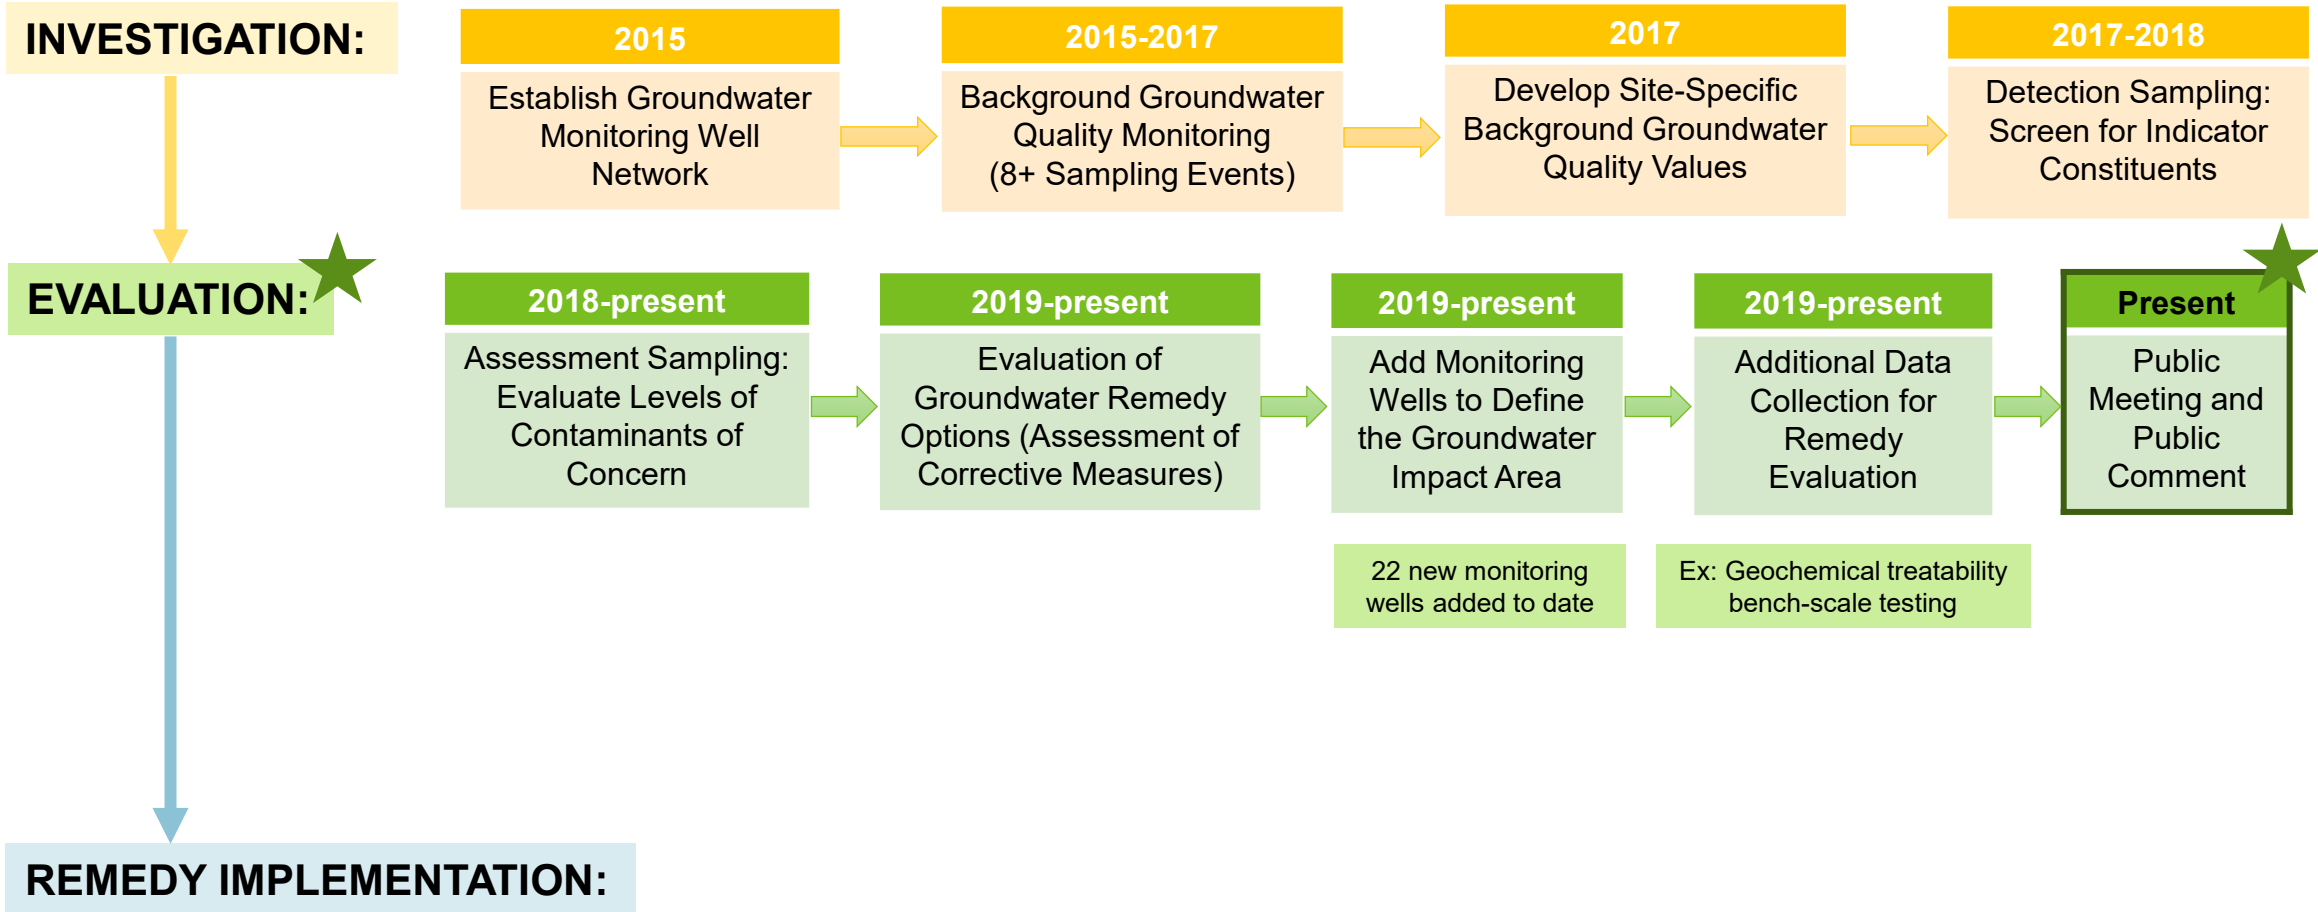 INVESTIGATION:
2015
Establish Groundwater
Monitoring Well
Network
2015-2017
Background Groundwater
Quality Monitoring
(8+ Sampling Events)
2017
Develop Site-Specific
Background Groundwater
Quality Values
2017-2018
Detection Sampling:
Screen for Indicator
Constituents
EVALUATION:
2018-present
Assessment Sampling:
Evaluate Levels of
Contaminants of
Concern
2019-present
Evaluation of
Groundwater Remedy
Options (Assessment of
Corrective Measures)
2019-present
Add Monitoring
Wells to Define
the Groundwater
Impact Area
22 new monitoring
wells added to date
2019-present
Additional Data
Collection for
Remedy
Evaluation
Ex: Geochemical treatability
bench-scale testing
Present
Public
Meeting and
Public
Comment
REMEDY IMPLEMENTATION: